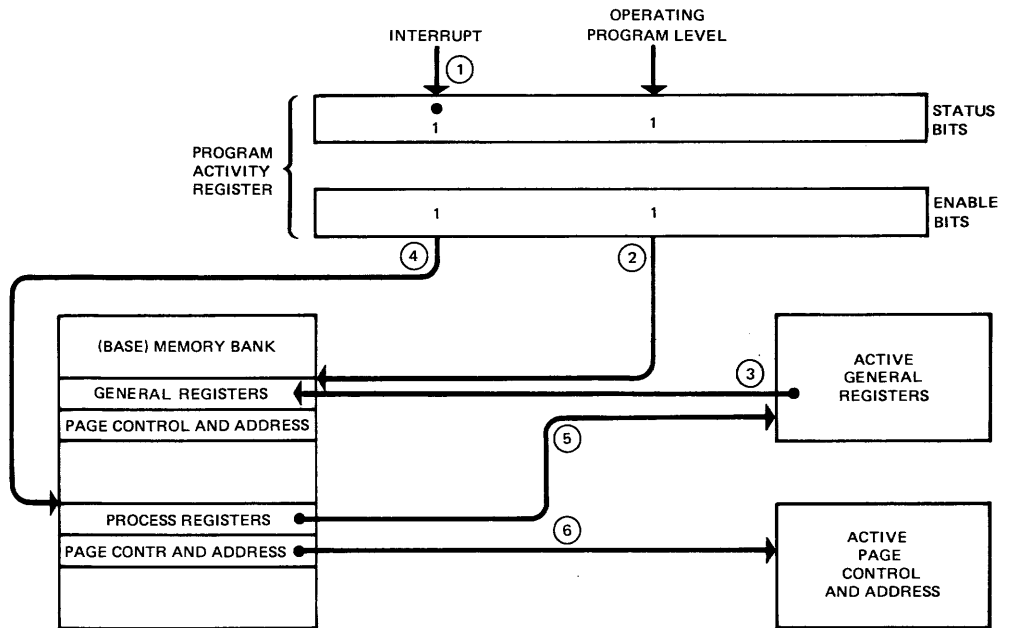 OPERATING
PROGRAM LEVEL
INTERRUPT
1
STATUS
BITS
1
1
PROGRAM
ACTIVITY
REGISTER
ENABLE
BITS
1
1
4
2
(BASE) MEMORY BANK
GENERAL REGISTERS
PAGE CONTROL AND ADDRESS
3
ACTIVE
GENERAL
REGISTERS
5
PROCESS REGISTERS
PAGE CONTR AND ADDRESS
6
ACTIVE
PAGE
CONTROL
AND ADDRESS